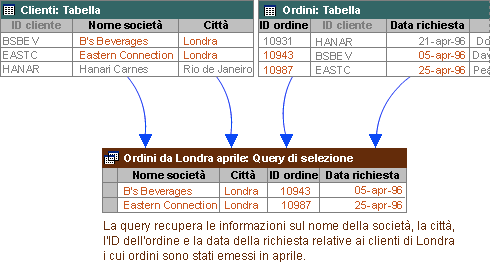 Clienti: Tabella
ID cliente Nome società Città
BSBEV B's Beverages Londra
EASTC Eastern Connection Londra
HANAR Hanari Carnes Rio de Janeiro
Ordini: Tabella
ID ordine ID cliente Data richiesta
10931 HANAR 21-apr-96
10943 BSBEV 05-apr-96
10987 EASTC 25-apr-96
Ordini da Londra aprile: Query di selezione
Nome società Città ID ordine Data richiesta
B's Beverages Londra 10943 05-apr-96
Eastern Connection Londra 10987 25-apr-96
La query recupera le informazioni sul nome della società, la città,
l'ID dell'ordine e la data della richiesta relative ai clienti di Londra
i cui ordini sono stati emessi in aprile.